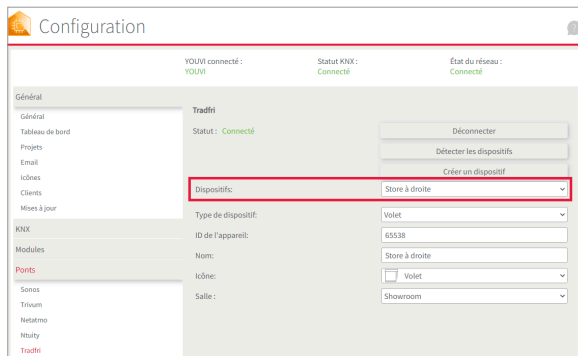 Configuration
YOUVI connecté :
YOUVI
Statut KNX :
Connecté
État du réseau :
Connecté
Général
Général
Tableau de bord
Projets
Email
Icônes
Clients
Mises à jour
KNX
Modules
Ponts
Sonos
Trivum
Netatmo
Ntuity
Tradfri
Tradfri
Statut : Connecté
Déconnecter
Détecter les dispositifs
Créer un dispositif
Dispositifs: Store à droite
Type de dispositif: Volet
ID de l'appareil: 65538
Nom: Store à droite
Icône: Volet
Salle : Showroom